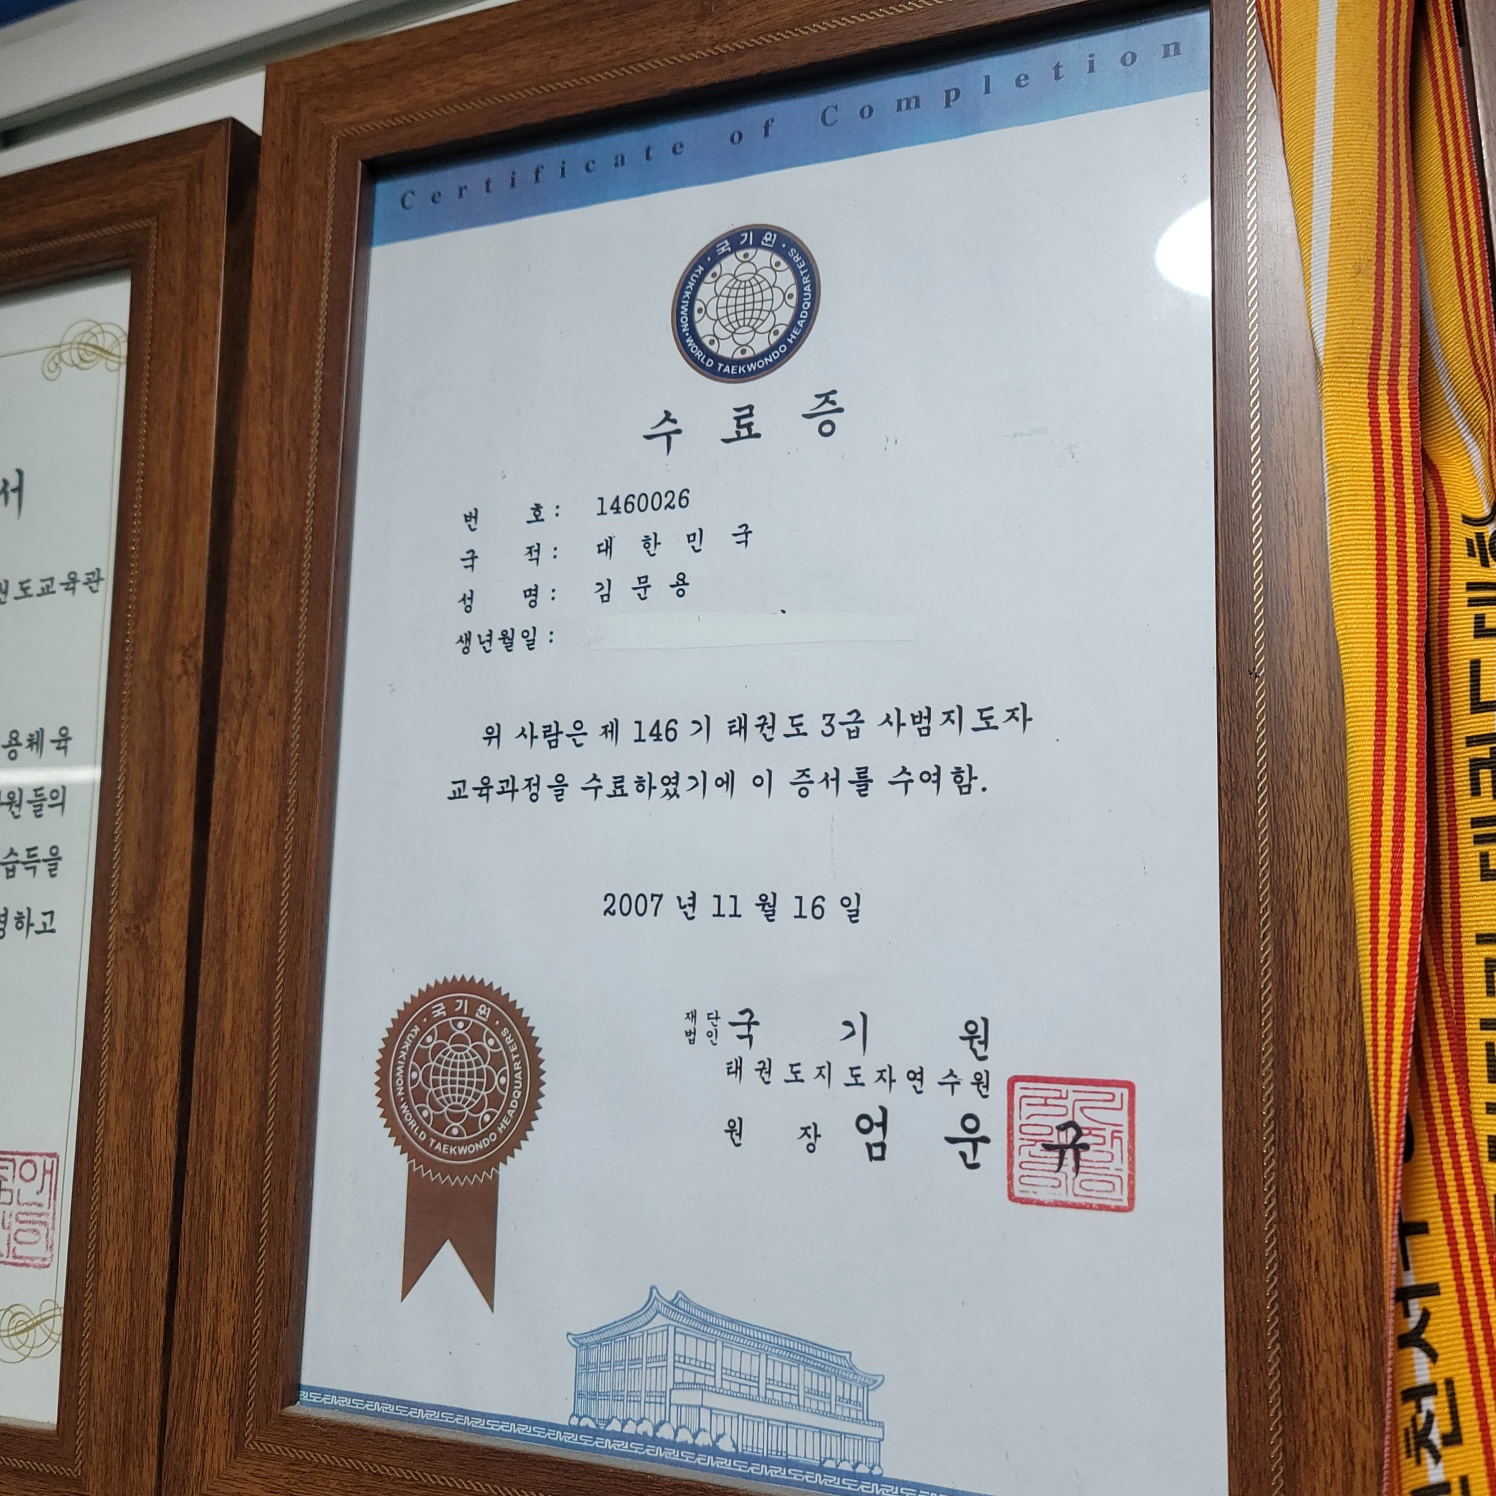 Certificate of Completion
· 국기원 ·
KUKKIWON·WORLD TAEKWONDO HEADQUARTERS
수료증
번 호 : 1460026
국 적 : 대한민국
성 명 : 김문용
생년월일 :
위 사람은 제 146 기 태권도 3급 사범지도자
교육과정을 수료하였기에 이 증서를 수여함.
2007 년 11 월 16 일
재단법인 국기원
태권도지도자연수원
원 장 엄운규
· 국기원 ·
KUKKIWON·WORLD TAEKWONDO HEADQUARTERS
서
도교육관
용체육
원들의
습득을
하고